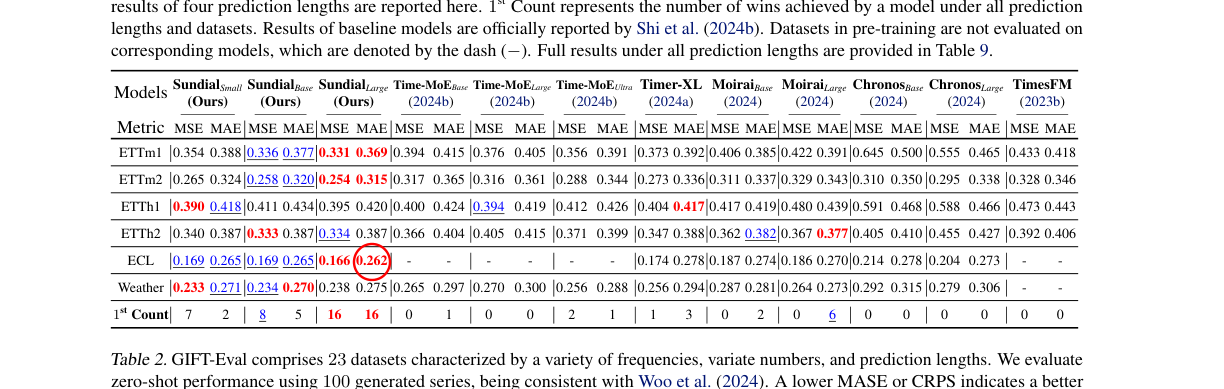 results of four prediction lengths are reported here. 1st Count represents the number of wins achieved by a model under all prediction
lengths and datasets. Results of baseline models are officially reported by Shi et al. (2024b). Datasets in pre-training are not evaluated on
corresponding models, which are denoted by the dash (−). Full results under all prediction lengths are provided in Table 9.
Models SundialSmall SundialBase SundialLarge Time-MoEBase Time-MoELarge Time-MoEUltra Timer-XL MoiraiBase MoiraiLarge ChronosBase ChronosLarge TimesFM
(Ours) (Ours) (Ours) (2024b) (2024b) (2024b) (2024a) (2024) (2024) (2024) (2024) (2023b)
Metric MSE MAE MSE MAE MSE MAE MSE MAE MSE MAE MSE MAE MSE MAE MSE MAE MSE MAE MSE MAE MSE MAE MSE MAE
ETTm1 0.354 0.388 0.336 0.377 0.331 0.369 0.394 0.415 0.376 0.405 0.356 0.391 0.373 0.392 0.406 0.385 0.422 0.391 0.645 0.500 0.555 0.465 0.433 0.418
ETTm2 0.265 0.324 0.258 0.320 0.254 0.315 0.317 0.365 0.316 0.361 0.288 0.344 0.273 0.336 0.311 0.337 0.329 0.343 0.310 0.350 0.295 0.338 0.328 0.346
ETTh1 0.390 0.418 0.411 0.434 0.395 0.420 0.400 0.424 0.394 0.419 0.412 0.426 0.404 0.417 0.417 0.419 0.480 0.439 0.591 0.468 0.588 0.466 0.473 0.443
ETTh2 0.340 0.387 0.333 0.387 0.334 0.387 0.366 0.404 0.405 0.415 0.371 0.399 0.347 0.388 0.362 0.382 0.367 0.377 0.405 0.410 0.455 0.427 0.392 0.406
ECL 0.169 0.265 0.169 0.265 0.166 0.262 - - - - - - 0.174 0.278 0.187 0.274 0.186 0.270 0.214 0.278 0.204 0.273 - -
Weather 0.233 0.271 0.234 0.270 0.238 0.275 0.265 0.297 0.270 0.300 0.256 0.288 0.256 0.294 0.287 0.281 0.264 0.273 0.292 0.315 0.279 0.306 - -
1st Count 7 2 8 5 16 16 0 1 0 0 2 1 1 3 0 2 0 6 0 0 0 0 0 0
Table 2. GIFT-Eval comprises 23 datasets characterized by a variety of frequencies, variate numbers, and prediction lengths. We evaluate
zero-shot performance using 100 generated series, being consistent with Woo et al. (2024). A lower MASE or CRPS indicates a better